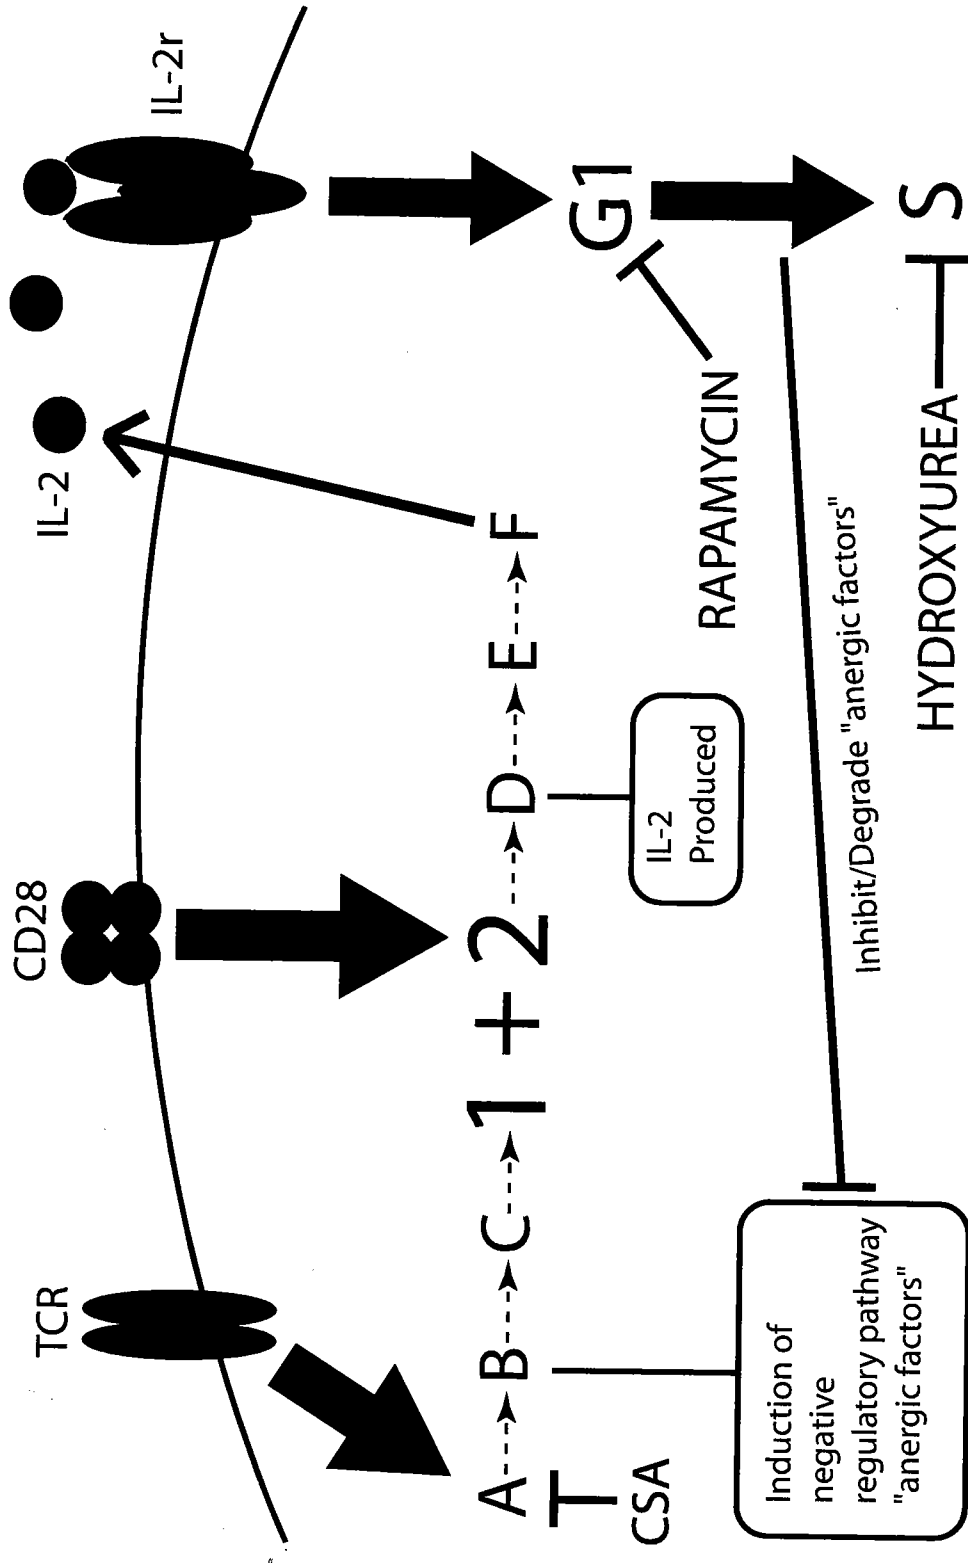 TCR
CD28
IL-2
IL-2r
A
B
C
1 + 2
D
E
F
CSA
IL-2
Produced
G1
RAPAMYCIN
Induction of
negative
regulatory pathway
"anergic factors"
Inhibit/Degrade "anergic factors"
HYDROXYUREA
S